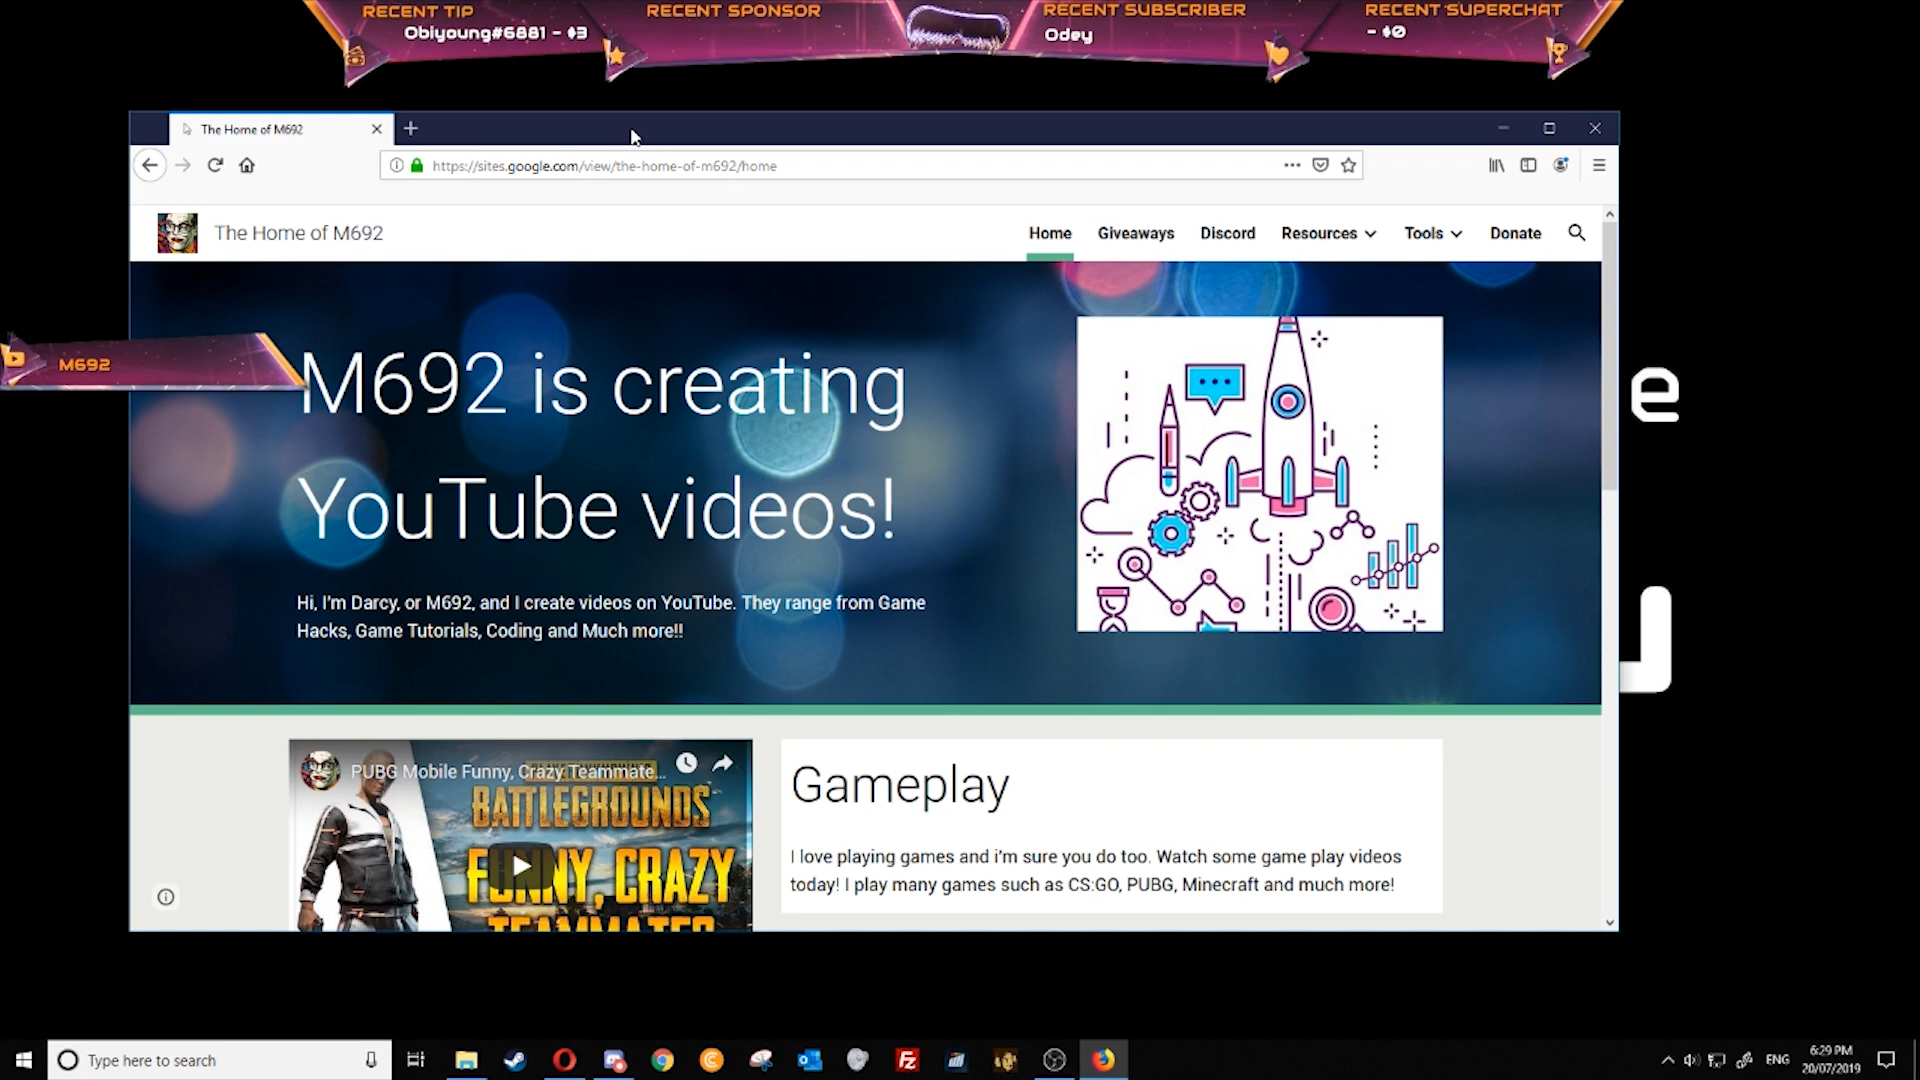 RECENT TIP
Obiyoung#6881 - $3
RECENT SPONSOR
RECENT SUBSCRIBER
Odey
RECENT SUPERCHAT
- $0
The Home of M692
https://sites.google.com/view/the-home-of-m692/home
The Home of M692
Home
Giveaways
Discord
Resources
Tools
Donate
M692
M692 is creating
YouTube videos!
Hi, I'm Darcy, or M692, and I create videos on YouTube. They range from Game
Hacks, Game Tutorials, Coding and Much more!!
e
PUBG Mobile Funny, Crazy Teammate...
BATTLEGROUNDS
FUNNY, CRAZY
TEAMMATES
Gameplay
I love playing games and i'm sure you do too. Watch some game play videos
today! I play many games such as CS:GO, PUBG, Minecraft and much more!
Type here to search
ENG
6:29 PM
20/07/2019